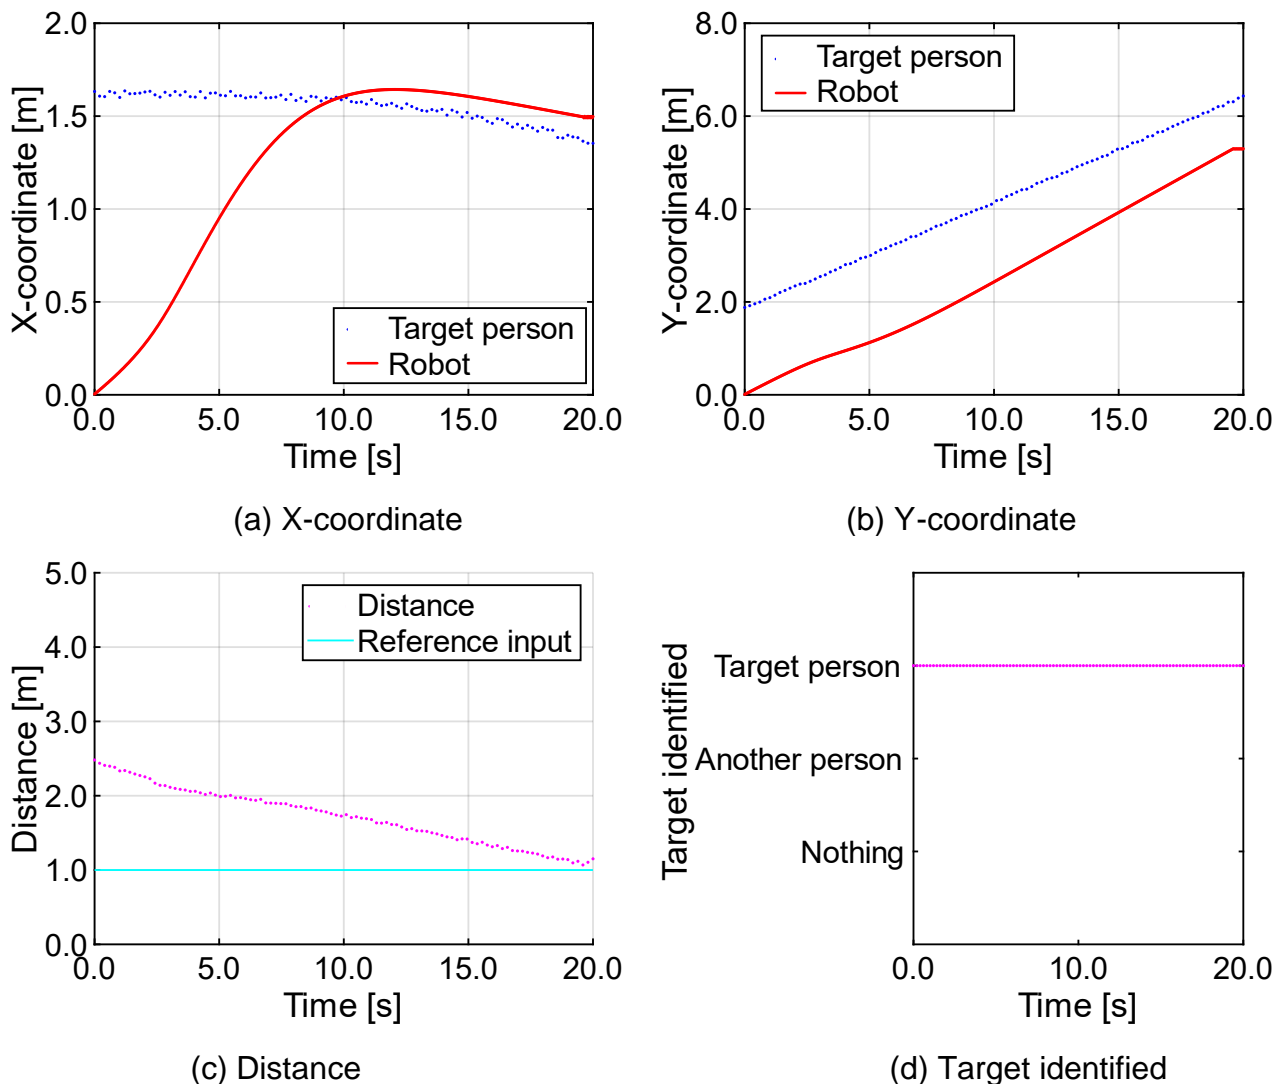 2.0
1.5
1.0
0.5
0.0
X-coordinate [m]
Target person
Robot
0.0 5.0 10.0 15.0 20.0
Time [s]
(a) X-coordinate
8.0
6.0
4.0
2.0
0.0
Y-coordinate [m]
Target person
Robot
0.0 5.0 10.0 15.0 20.0
Time [s]
(b) Y-coordinate
5.0
4.0
3.0
2.0
1.0
0.0
Distance [m]
Distance
Reference input
0.0 5.0 10.0 15.0 20.0
Time [s]
(c) Distance
Target identified
Target person
Another person
Nothing
0.0 10.0 20.0
Time [s]
(d) Target identified